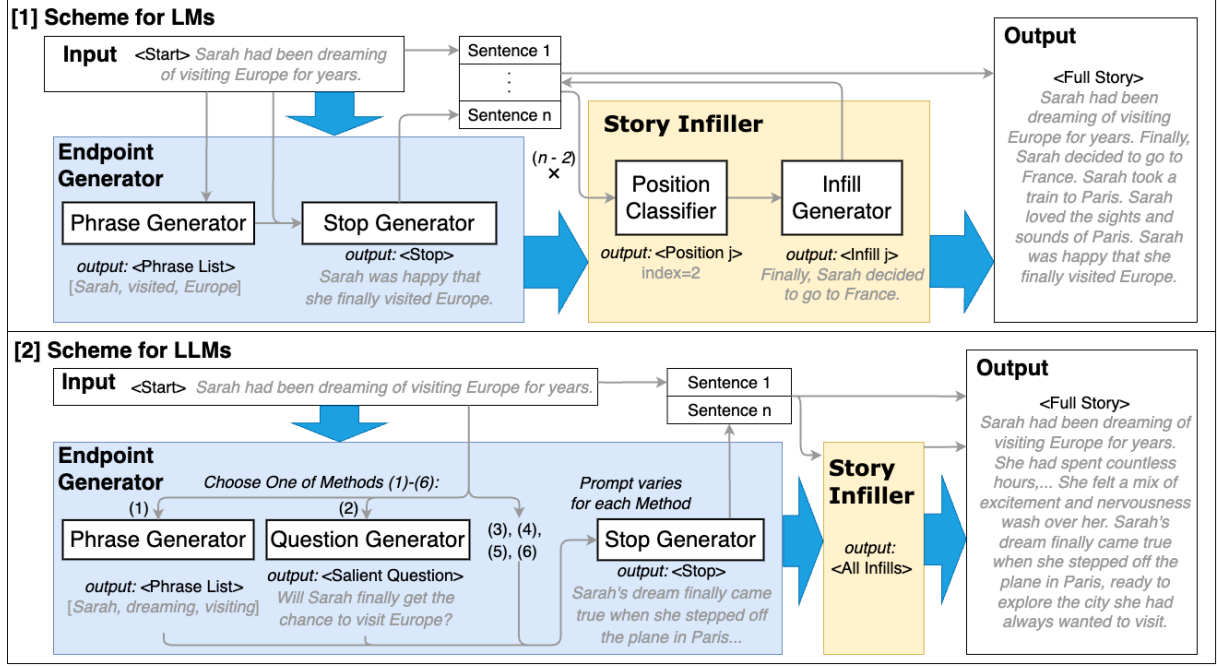 [1] Scheme for LMs
Input <Start> Sarah had been dreaming
of visiting Europe for years.
Sentence 1
⋮
Sentence n
Endpoint
Generator
Phrase Generator
output: <Phrase List>
[Sarah, visited, Europe]
Stop Generator
output: <Stop>
Sarah was happy that
she finally visited Europe.
(n - 2)
×
Story Infiller
Position
Classifier
output: <Position j>
index=2
Infill
Generator
output: <Infill j>
Finally, Sarah decided
to go to France.
Output
<Full Story>
Sarah had been
dreaming of visiting
Europe for years. Finally,
Sarah decided to go to
France. Sarah took a
train to Paris. Sarah
loved the sights and
sounds of Paris. Sarah
was happy that she
finally visited Europe.
[2] Scheme for LLMs
Input <Start> Sarah had been dreaming of visiting Europe for years.
Sentence 1
Sentence n
Endpoint
Generator
Choose One of Methods (1)-(6):
(1)
Phrase Generator
output: <Phrase List>
[Sarah, dreaming, visiting]
(2)
Question Generator
output: <Salient Question>
Will Sarah finally get the
chance to visit Europe?
(3), (4),
(5), (6)
Prompt varies
for each Method
Stop Generator
output: <Stop>
Sarah's dream finally came
true when she stepped off
the plane in Paris...
Story
Infiller
output:
<All Infills>
Output
<Full Story>
Sarah had been dreaming of
visiting Europe for years.
She had spent countless
hours,... She felt a mix of
excitement and nervousness
wash over her. Sarah's
dream finally came true
when she stepped off the
plane in Paris, ready to
explore the city she had
always wanted to visit.